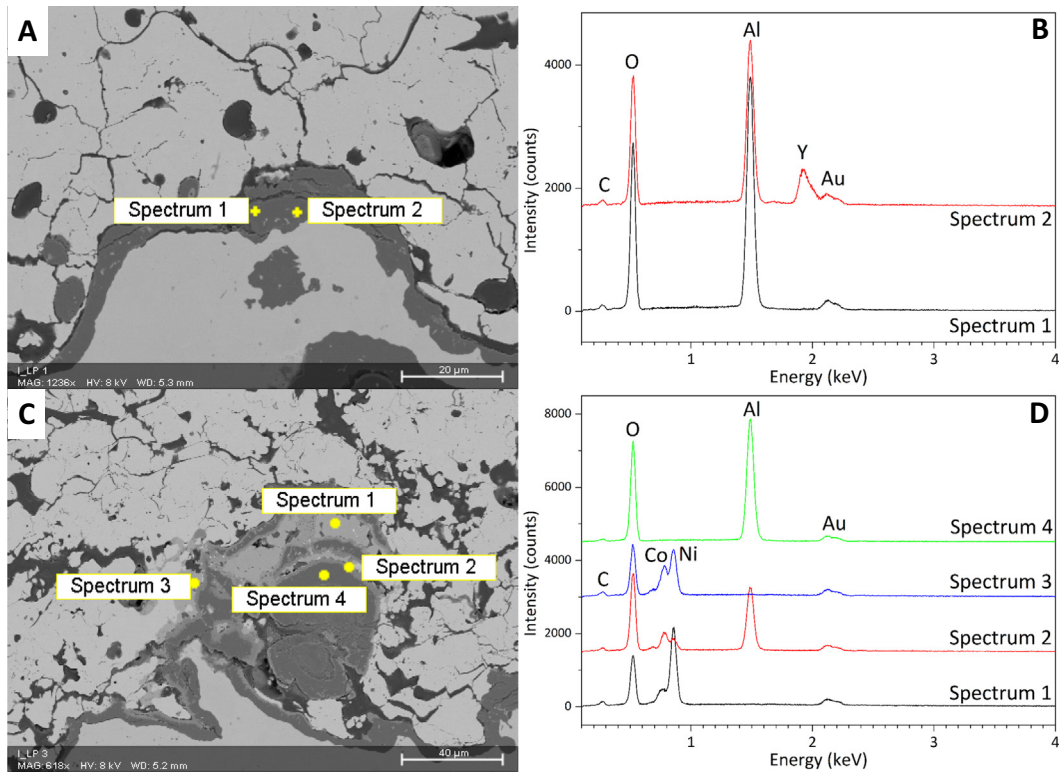 A
Spectrum 1
Spectrum 2
I_LP 1
MAG: 1236x HV: 8 kV WD: 5.3 mm
20 µm
B
Intensity (counts)
4000
2000
0
C
O
Al
Y
Au
Spectrum 2
Spectrum 1
1
2
3
4
Energy (keV)
C
Spectrum 1
Spectrum 2
Spectrum 3
Spectrum 4
I_LP 3
MAG: 618x HV: 8 kV WD: 5.2 mm
40 µm
D
Intensity (counts)
8000
6000
4000
2000
0
C
O
Co
Ni
Al
Au
Spectrum 4
Spectrum 3
Spectrum 2
Spectrum 1
1
2
3
4
Energy (keV)